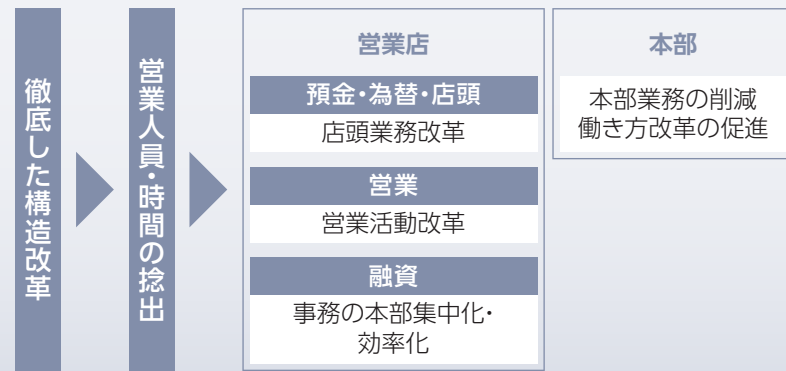 徹底した構造改革
営業人員・時間の捻出
営業店
預金・為替・店頭
店頭業務改革
営業
営業活動改革
融資
事務の本部集中化・
効率化
本部
本部業務の削減
働き方改革の促進